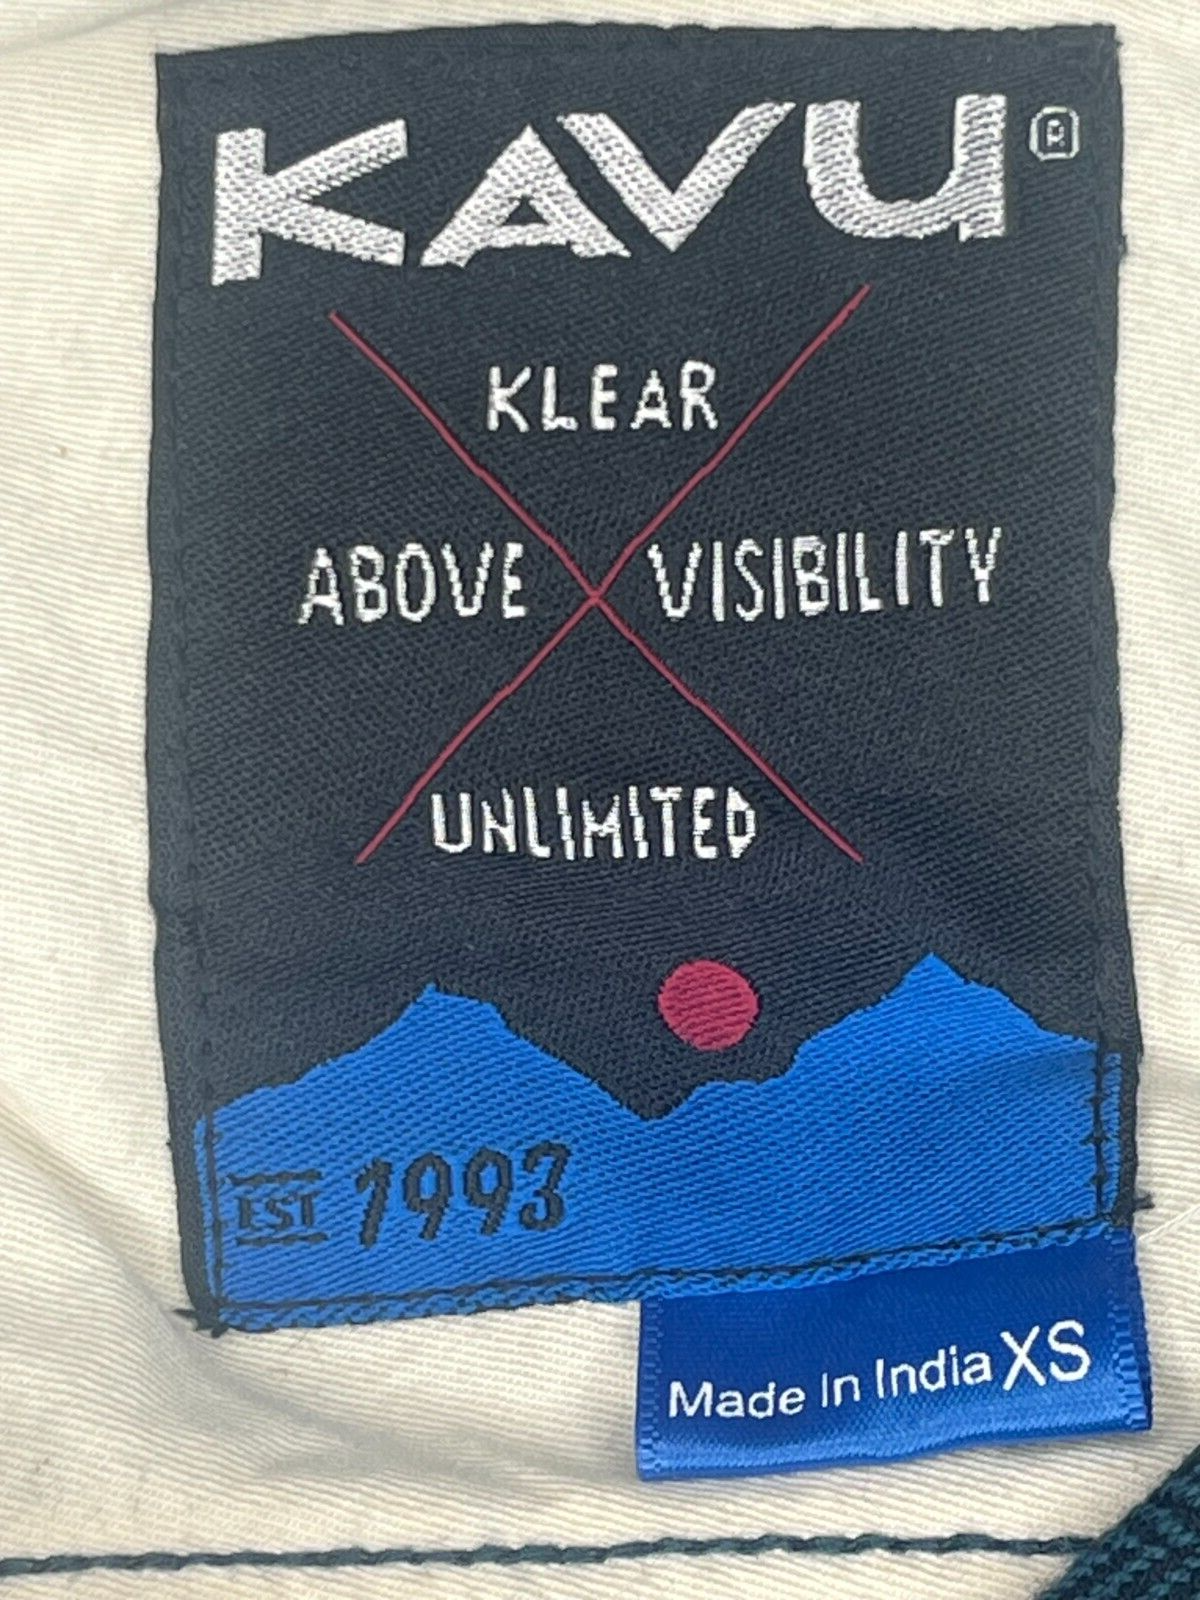 KAVU®
KLEAR
ABOVE VISIBILITY
UNLIMITED
EST 1993
Made In India XS